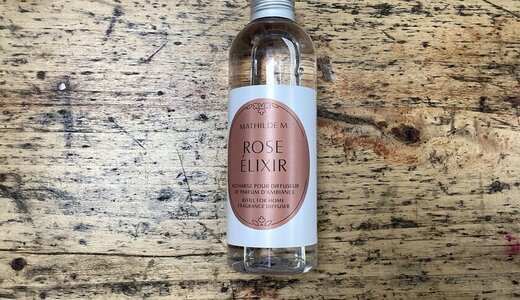 MATHILDE M
ROSE
ÉLIXIR
RECHARGE POUR DIFFUSEUR
DE PARFUM D'AMBIANCE
REFILL FOR HOME
FRAGRANCE DIFFUSER